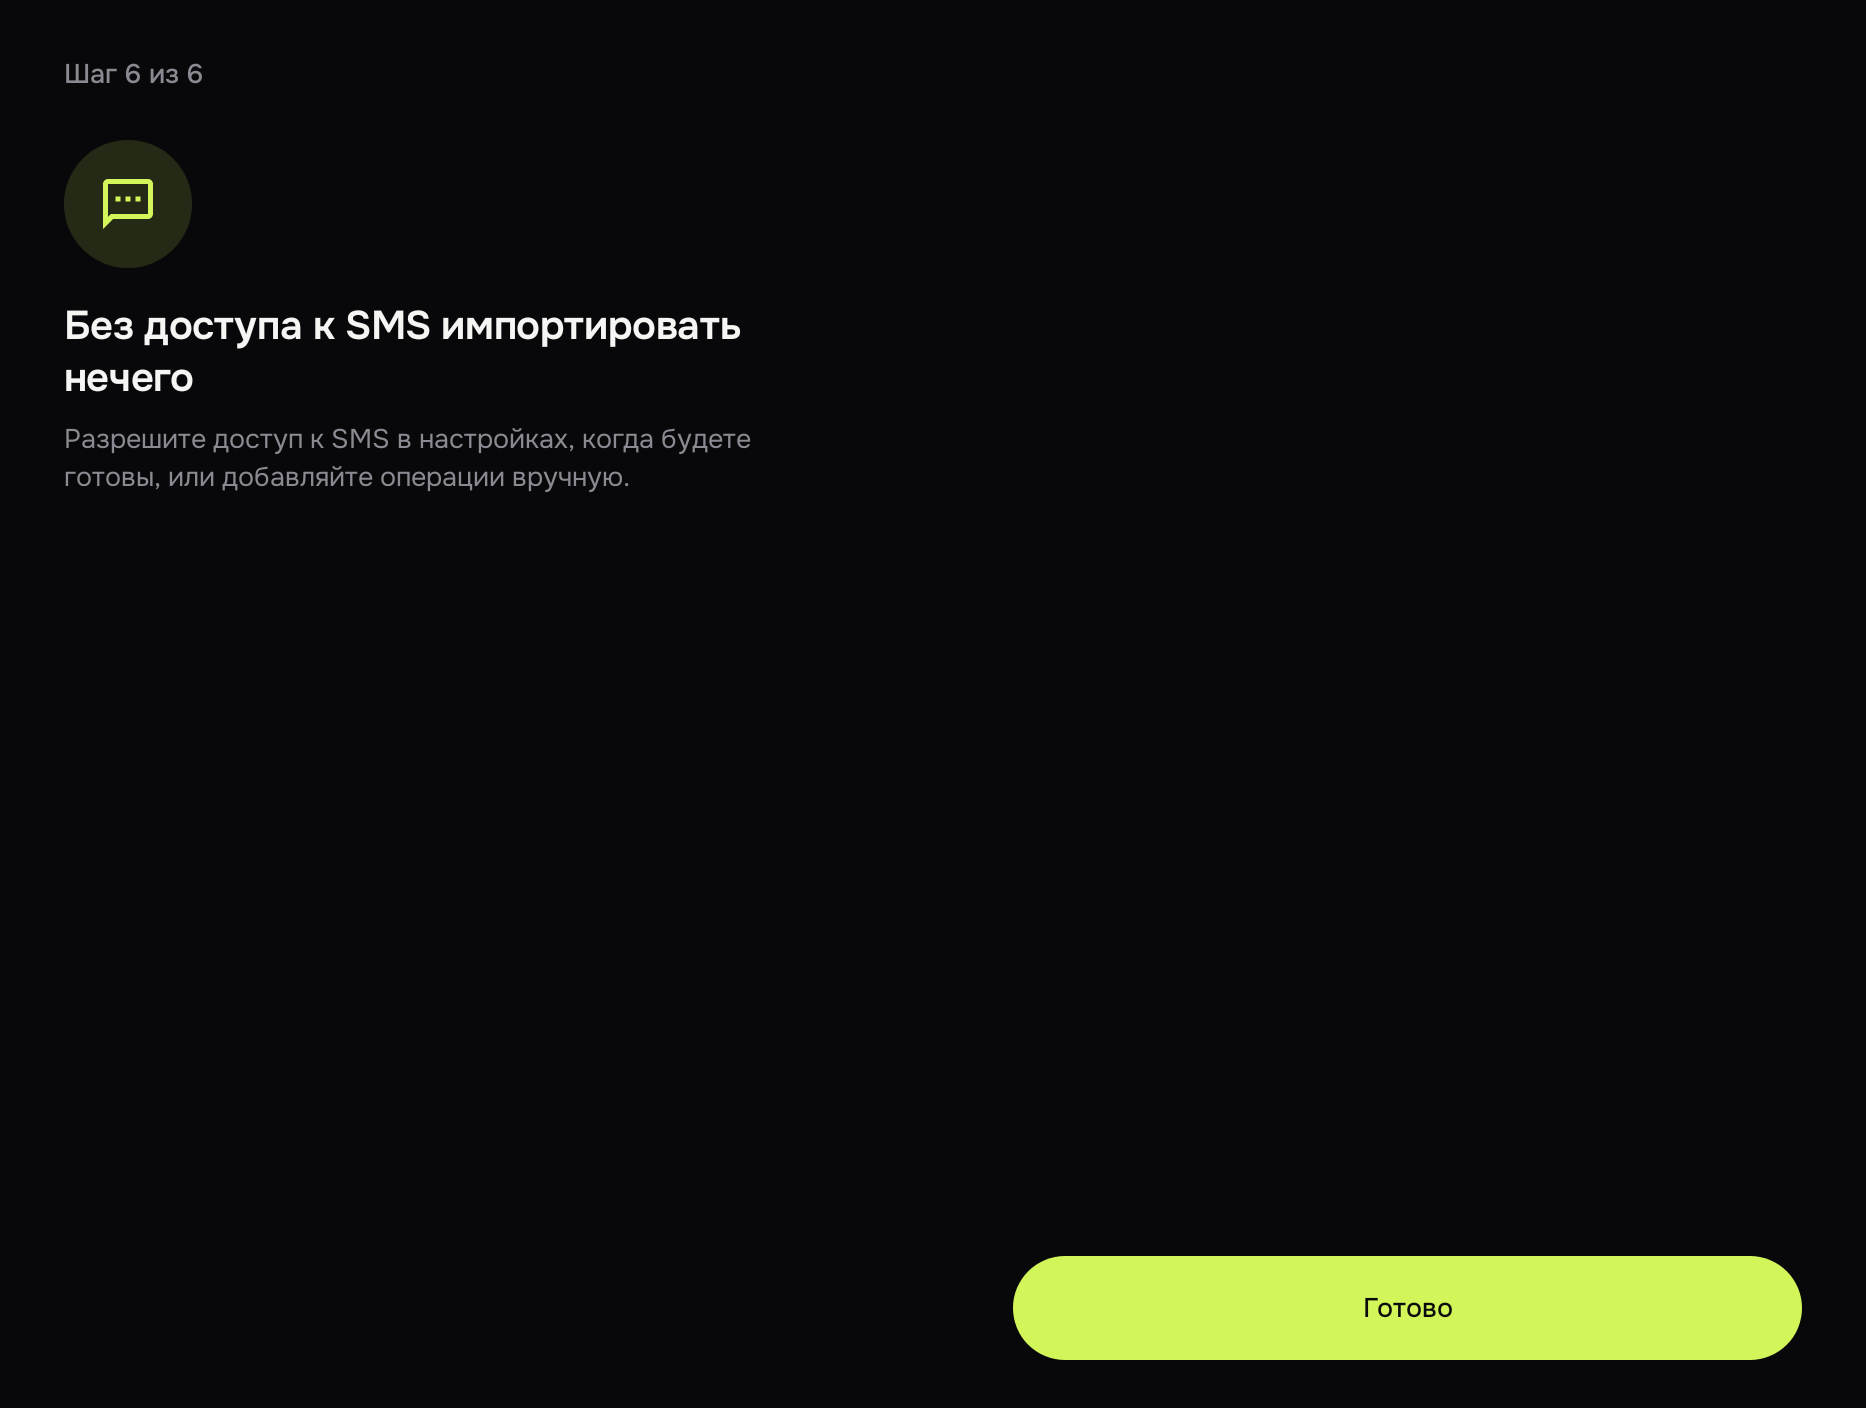 Шаг 6 из 6
Без доступа к SMS импортировать
нечего
Разрешите доступ к SMS в настройках, когда будете
готовы, или добавляйте операции вручную.
Готово